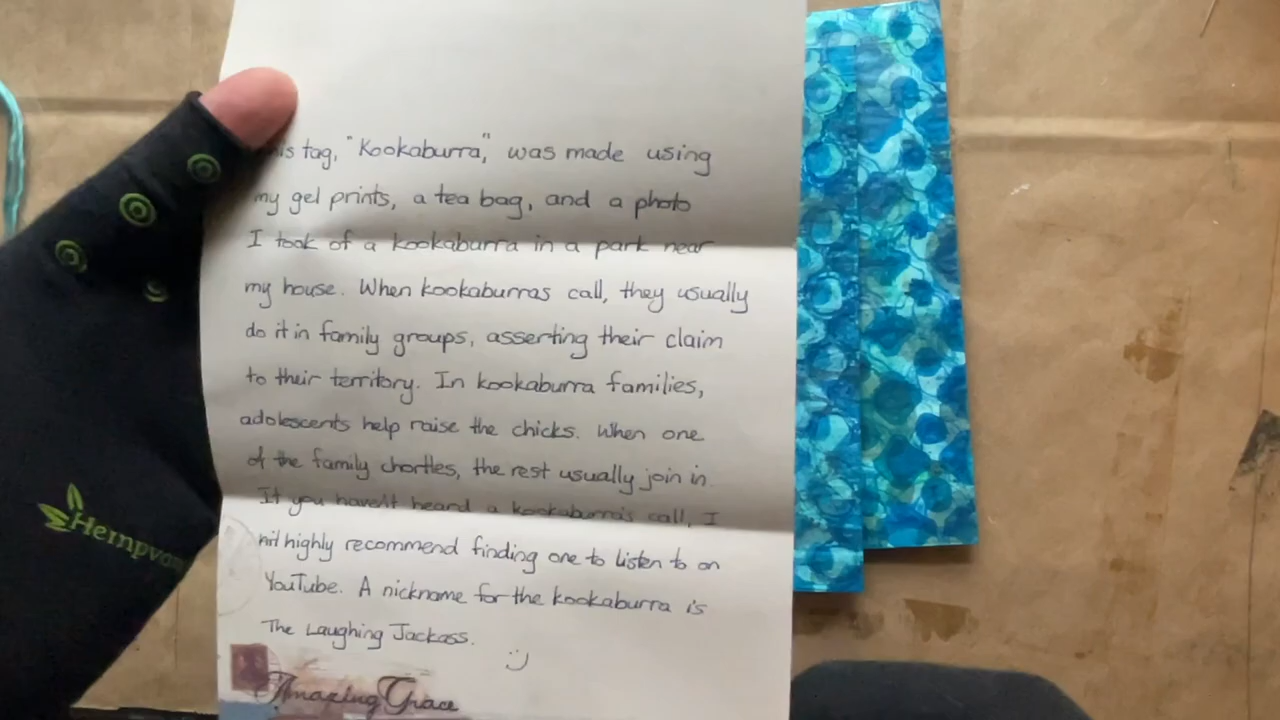 is tag, "Kookaburra," was made using
my gel prints, a tea bag, and a photo
I took of a kookaburra in a park near
my house. When kookaburras call, they usually
do it in family groups, asserting their claim
to their territory. In kookaburra families,
adolescents help raise the chicks. When one
of the family chortles, the rest usually join in.
If you haven't heard a kookaburra's call, I
highly recommend finding one to listen to on
YouTube. A nickname for the kookaburra is
The Laughing Jackass.
:)
Amazing Grace
Hempva